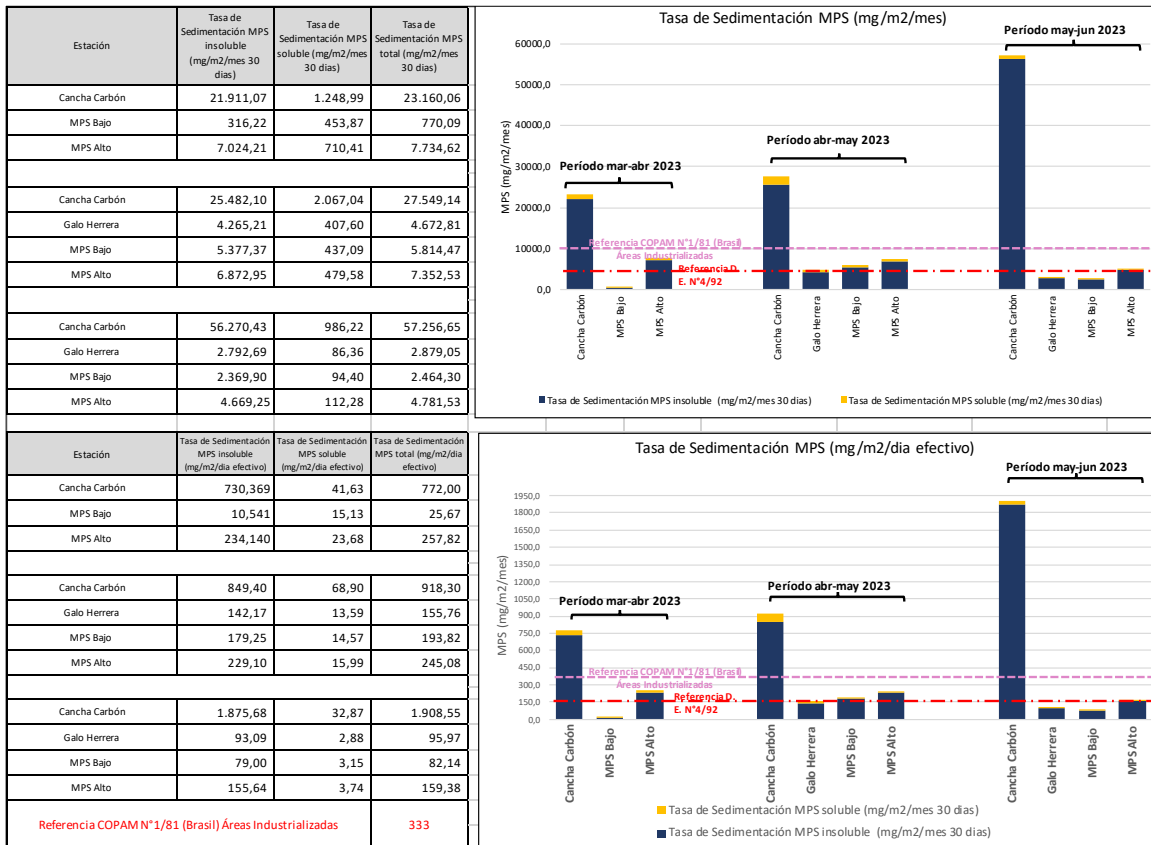 Estación
Tasa de
Sedimentación MPS
insoluble
(mg/m2/mes 30
dias)
Tasa de
Sedimentación MPS
soluble (mg/m2/mes
30 dias)
Tasa de
Sedimentación MPS
total (mg/m2/mes
30 dias)
Cancha Carbón 21.911,07 1.248,99 23.160,06
MPS Bajo 316,22 453,87 770,09
MPS Alto 7.024,21 710,41 7.734,62
Cancha Carbón 25.482,10 2.067,04 27.549,14
Galo Herrera 4.265,21 407,60 4.672,81
MPS Bajo 5.377,37 437,09 5.814,47
MPS Alto 6.872,95 479,58 7.352,53
Cancha Carbón 56.270,43 986,22 57.256,65
Galo Herrera 2.792,69 86,36 2.879,05
MPS Bajo 2.369,90 94,40 2.464,30
MPS Alto 4.669,25 112,28 4.781,53
Tasa de Sedimentación MPS (mg/m2/mes)
Período may-jun 2023
Período abr-may 2023
Período mar-abr 2023
MPS (mg/m2/mes)
60000,0
50000,0
40000,0
30000,0
20000,0
10000,0
0,0
Referencia COPAM N°1/81 (Brasil)
Áreas Industrializadas
Referencia D.
E. N°4/92
Cancha Carbón
MPS Bajo
MPS Alto
Cancha Carbón
Galo Herrera
MPS Bajo
MPS Alto
Cancha Carbón
Galo Herrera
MPS Bajo
MPS Alto
Tasa de Sedimentación MPS insoluble (mg/m2/mes 30 dias)
Tasa de Sedimentación MPS soluble (mg/m2/mes 30 dias)
Estación
Tasa de Sedimentación
MPS insoluble
(mg/m2/dia efectivo)
Tasa de Sedimentación
MPS soluble
(mg/m2/dia efectivo)
Tasa de Sedimentación
MPS total (mg/m2/dia
efectivo)
Cancha Carbón 730,369 41,63 772,00
MPS Bajo 10,541 15,13 25,67
MPS Alto 234,140 23,68 257,82
Cancha Carbón 849,40 68,90 918,30
Galo Herrera 142,17 13,59 155,76
MPS Bajo 179,25 14,57 193,82
MPS Alto 229,10 15,99 245,08
Cancha Carbón 1.875,68 32,87 1.908,55
Galo Herrera 93,09 2,88 95,97
MPS Bajo 79,00 3,15 82,14
MPS Alto 155,64 3,74 159,38
Referencia COPAM N°1/81 (Brasil) Áreas Industrializadas 333
Tasa de Sedimentación MPS (mg/m2/dia efectivo)
Período may-jun 2023
Período abr-may 2023
Período mar-abr 2023
MPS (mg/m2/mes)
1950,0
1800,0
1650,0
1500,0
1350,0
1200,0
1050,0
900,0
750,0
600,0
450,0
300,0
150,0
0,0
Referencia COPAM N°1/81 (Brasil)
Áreas Industrializadas
Referencia D.
E. N°4/92
Cancha Carbón
MPS Bajo
MPS Alto
Cancha Carbón
Galo Herrera
MPS Bajo
MPS Alto
Cancha Carbón
Galo Herrera
MPS Bajo
MPS Alto
Tasa de Sedimentación MPS soluble (mg/m2/mes 30 dias)
Tasa de Sedimentación MPS insoluble (mg/m2/mes 30 dias)